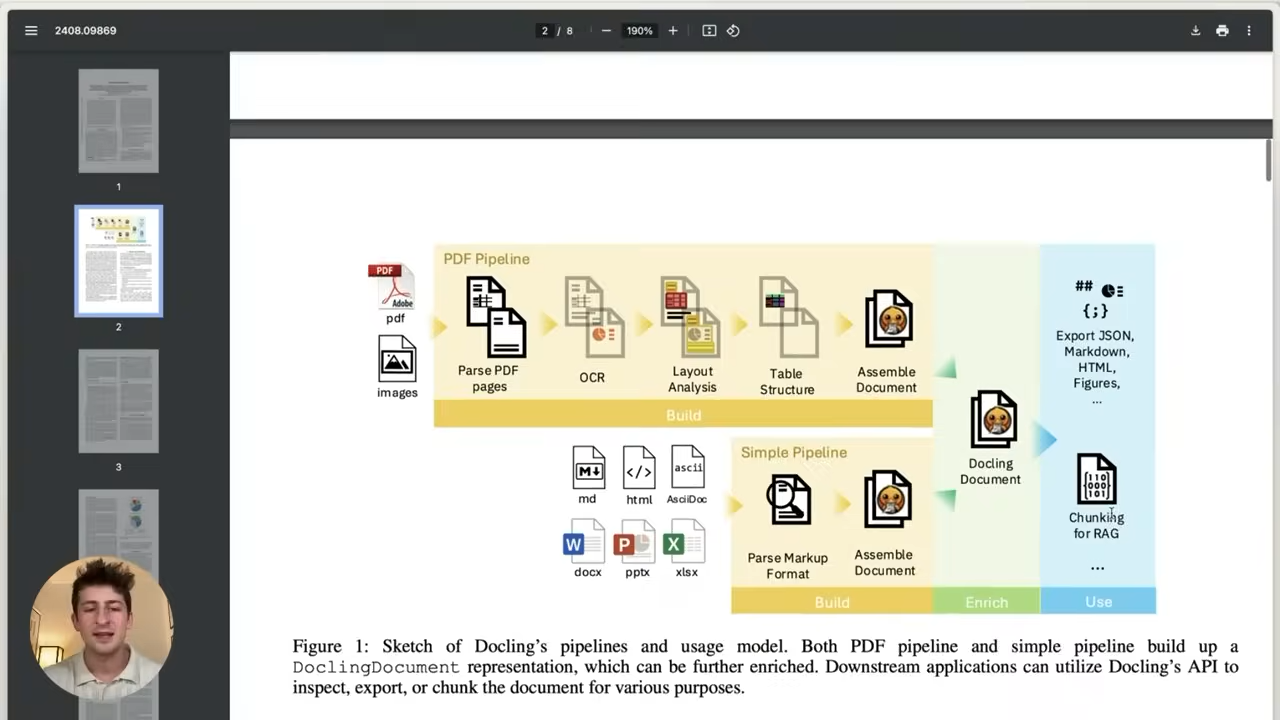 2408.09869
2 / 8
190%
1
2
3
PDF Pipeline
PDF
Adobe
pdf
images
Parse PDF
pages
OCR
Layout
Analysis
Table
Structure
Assemble
Document
Build
M
</>
ascii
md
html
AsciiDoc
W
P
X
docx
pptx
xlsx
Simple Pipeline
Parse Markup
Format
Assemble
Document
Build
Docling
Document
Enrich
##
{;}
Export JSON,
Markdown,
HTML,
Figures,
...
{110
000
101}
Chunking
for RAG
...
Use
Figure 1: Sketch of Docling's pipelines and usage model. Both PDF pipeline and simple pipeline build up a
DoclingDocument representation, which can be further enriched. Downstream applications can utilize Docling's API to
inspect, export, or chunk the document for various purposes.